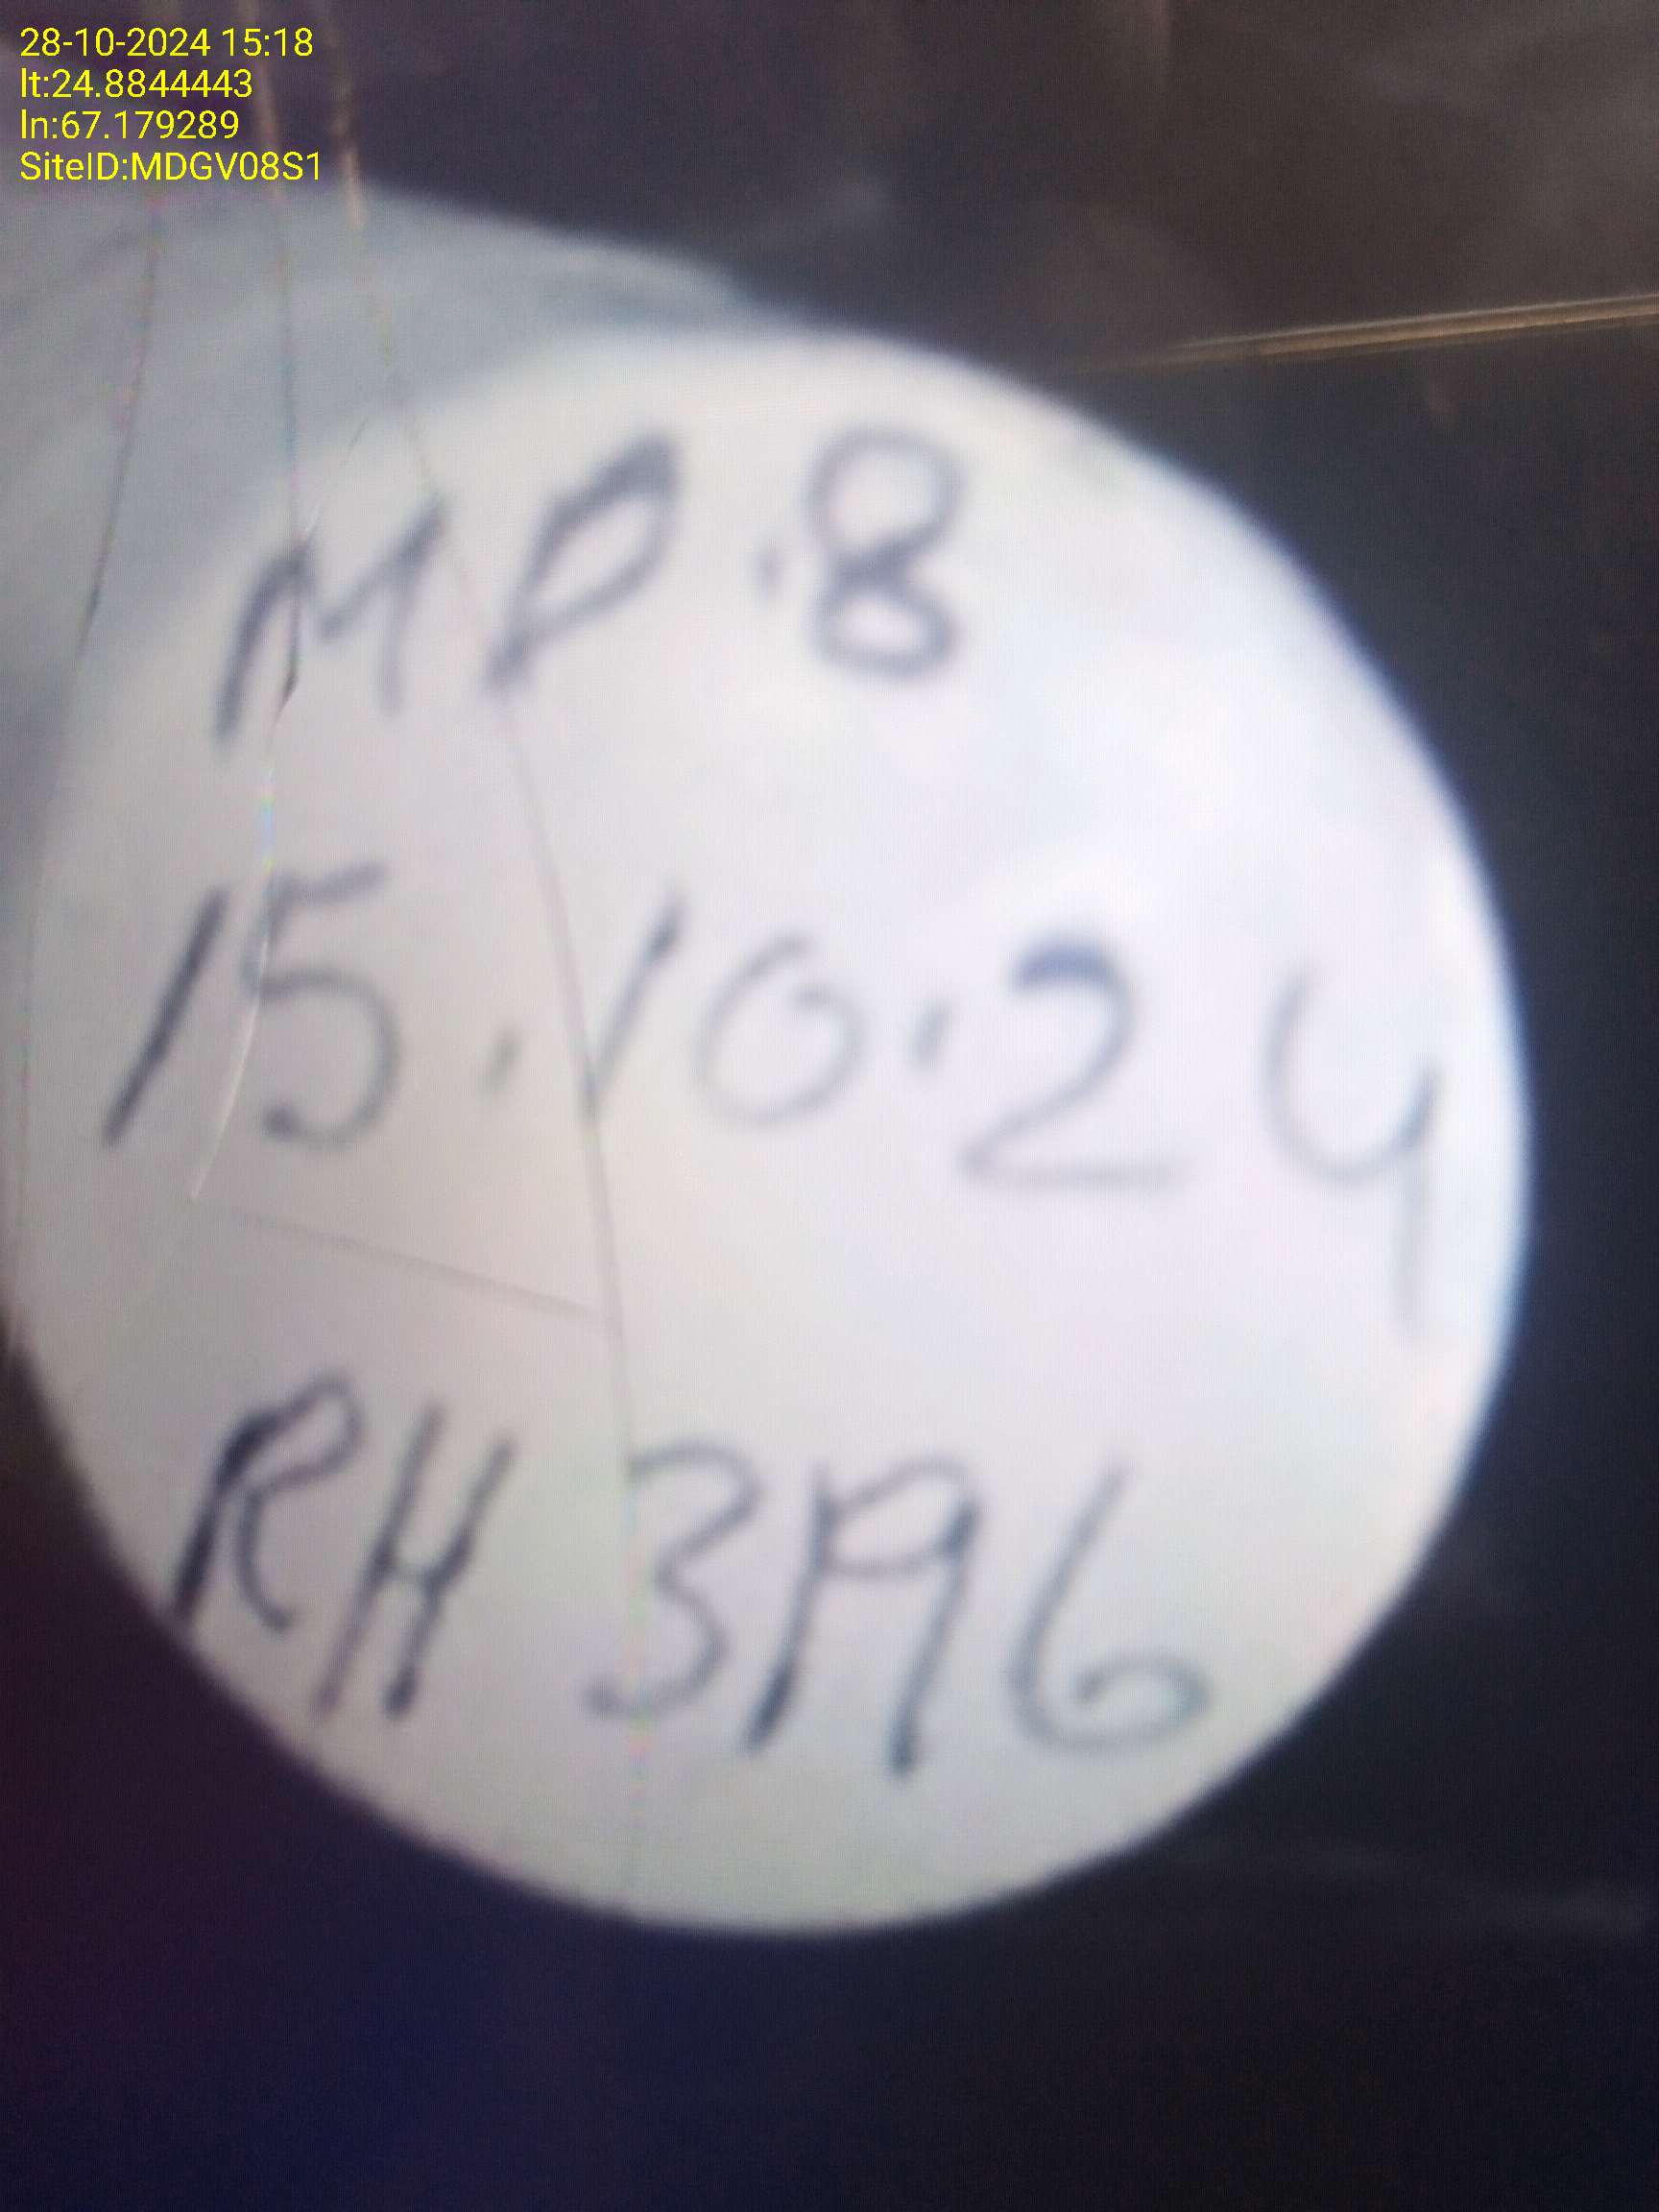 28-10-2024 15:18
lt:24.8844443
ln:67.179289
SiteID:MDGV08S1
MD.8
15.10.24
RH 3196